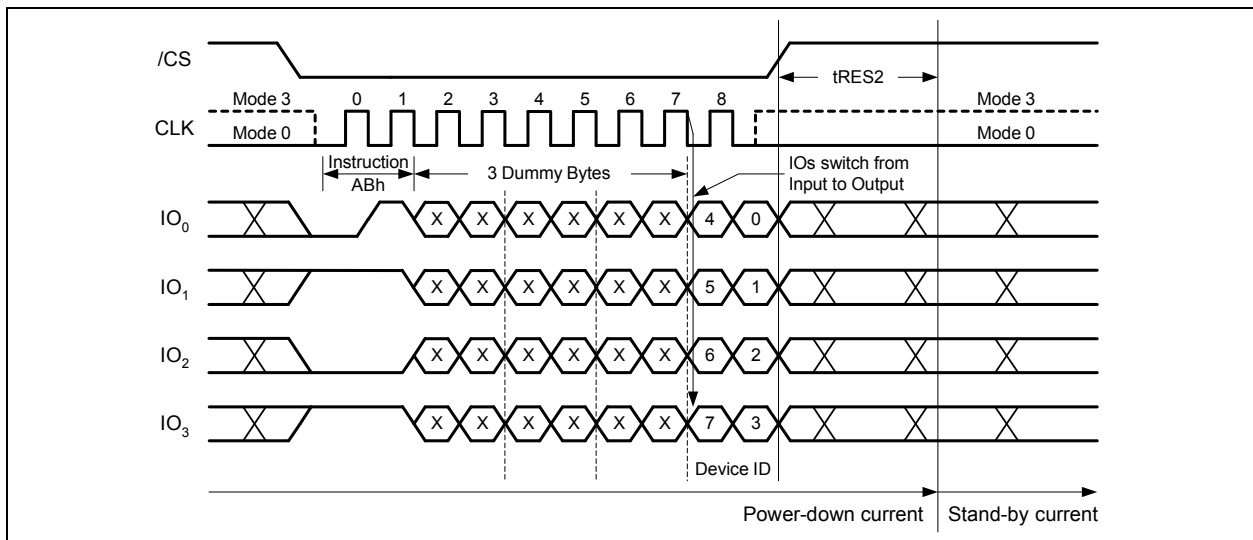 /CS
tRES2
Mode 3 0 1 2 3 4 5 6 7 8 Mode 3
CLK
Mode 0 Mode 0
Instruction
ABh
3 Dummy Bytes
IOs switch from
Input to Output
IO0 X X X X X X 4 0
IO1 X X X X X X 5 1
IO2 X X X X X X 6 2
IO3 X X X X X X 7 3
Device ID
Power-down current Stand-by current